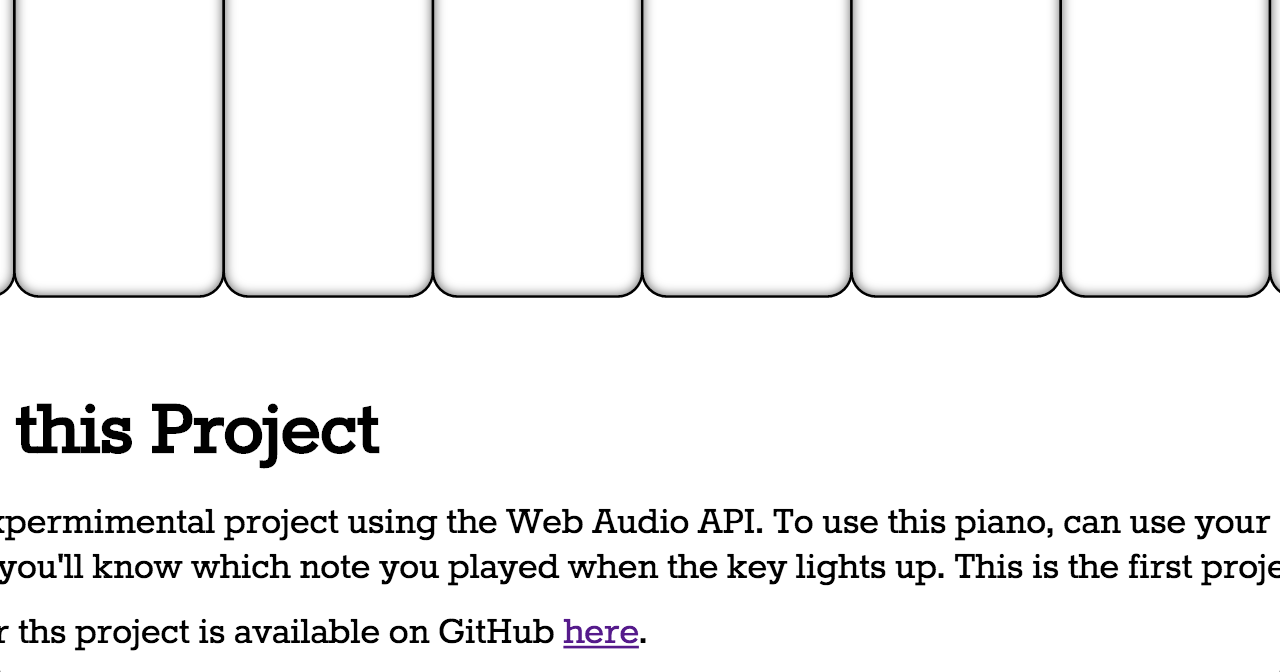 this Project
xpermimental project using the Web Audio API. To use this piano, can use your
you'll know which note you played when the key lights up. This is the first proje
r ths project is available on GitHub here.